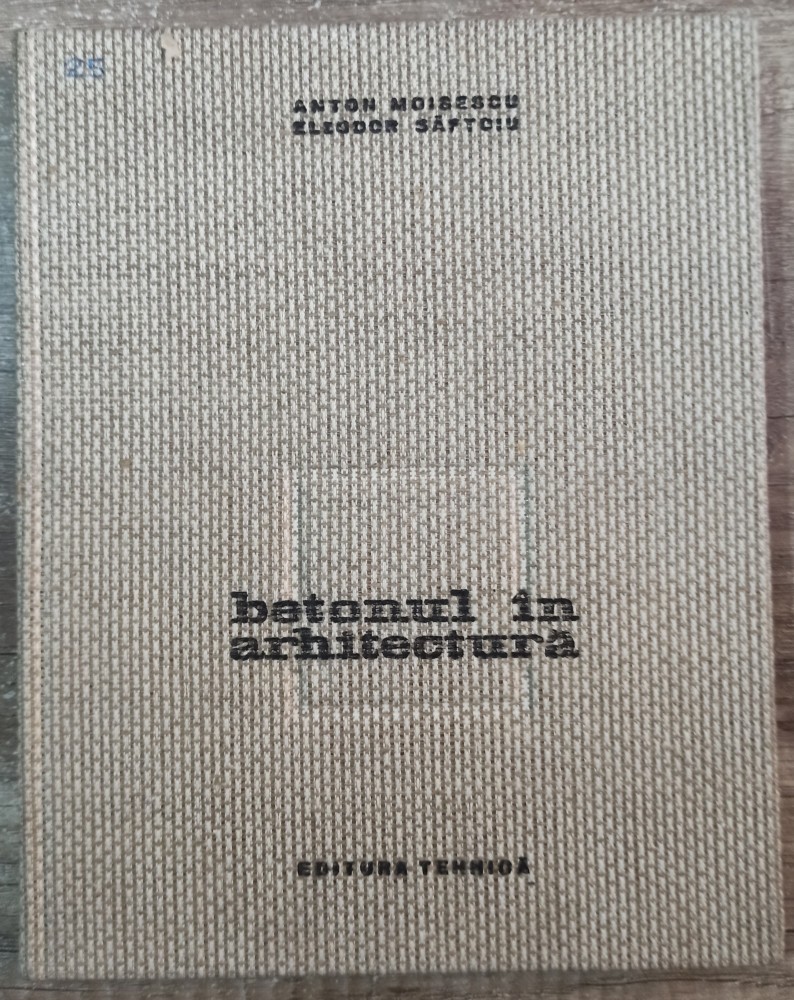 25
ANTON MOISESCU
ELEODOR SĂFTOIU
betonul în
arhitectură
EDITURA TEHNICĂ